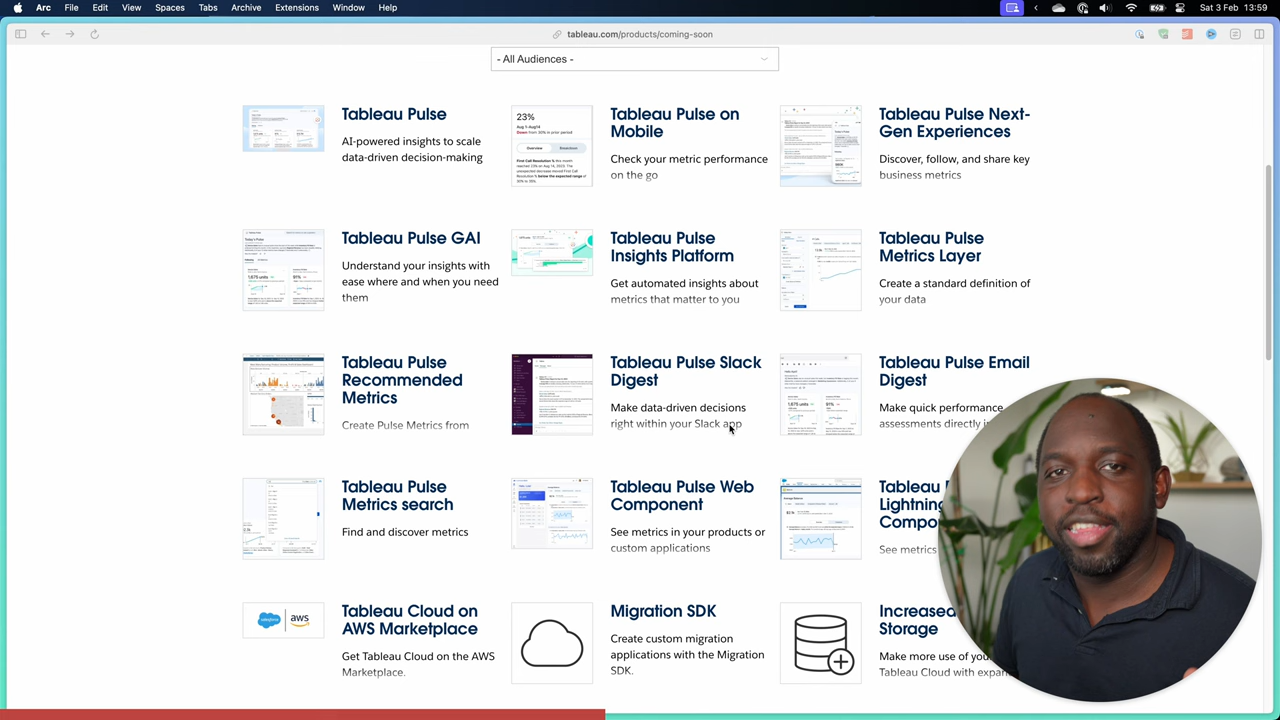 Arc File Edit View Spaces Tabs Archive Extensions Window Help Sat 3 Feb 13:59
tableau.com/products/coming-soon
- All Audiences -
Tableau Pulse
AI-powered insights to scale
data-driven decision-making
23%
Overview
Breakdown
Tableau Pulse on
Mobile
Check your metric performance
on the go
Tableau Pulse Next-
Gen Experiences
Discover, follow, and share key
business metrics
Tableau Pulse GAI
Understand your insights with
ease where and when you need
them
Tableau Pulse
Insights Platform
Get automated insights on
metrics that matter to you
Tableau Pulse
Metrics Layer
Create a standard definition of
your data
Tableau Pulse
Recommended
Metrics
Create Pulse Metrics from
Tableau Pulse Slack
Digest
Make data-driven decisions
right within your Slack app
Tableau Pulse Email
Digest
Make quick performance
assessments directly
Tableau Pulse
Metrics search
Find and discover metrics
Tableau Pulse Web
Component
See metrics in your
custom applications
Tableau
Lightning
Compo
See metrics
salesforce aws
Tableau Cloud on
AWS Marketplace
Get Tableau Cloud on the AWS
Marketplace.
Migration SDK
Create custom migration
applications with the Migration
SDK.
Increased
Storage
Make more use of your
Tableau Cloud with